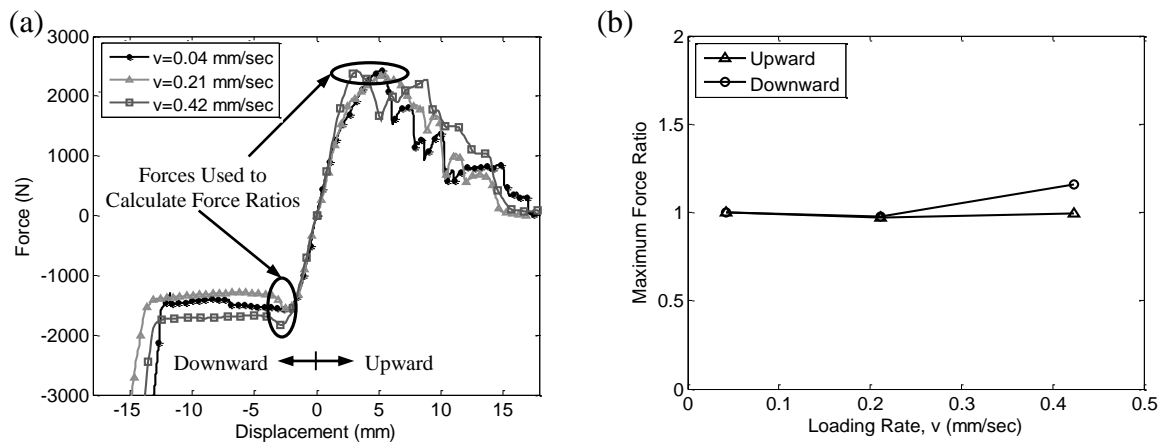 (a)
3000
2000
1000
0
-1000
-2000
-3000
Force (N)
v=0.04 mm/sec
v=0.21 mm/sec
v=0.42 mm/sec
Forces Used to
Calculate Force Ratios
Downward
Upward
-15
-10
-5
0
5
10
15
Displacement (mm)
(b)
2
1.5
1
0.5
0
Maximum Force Ratio
Upward
Downward
0
0.1
0.2
0.3
0.4
0.5
Loading Rate, v (mm/sec)